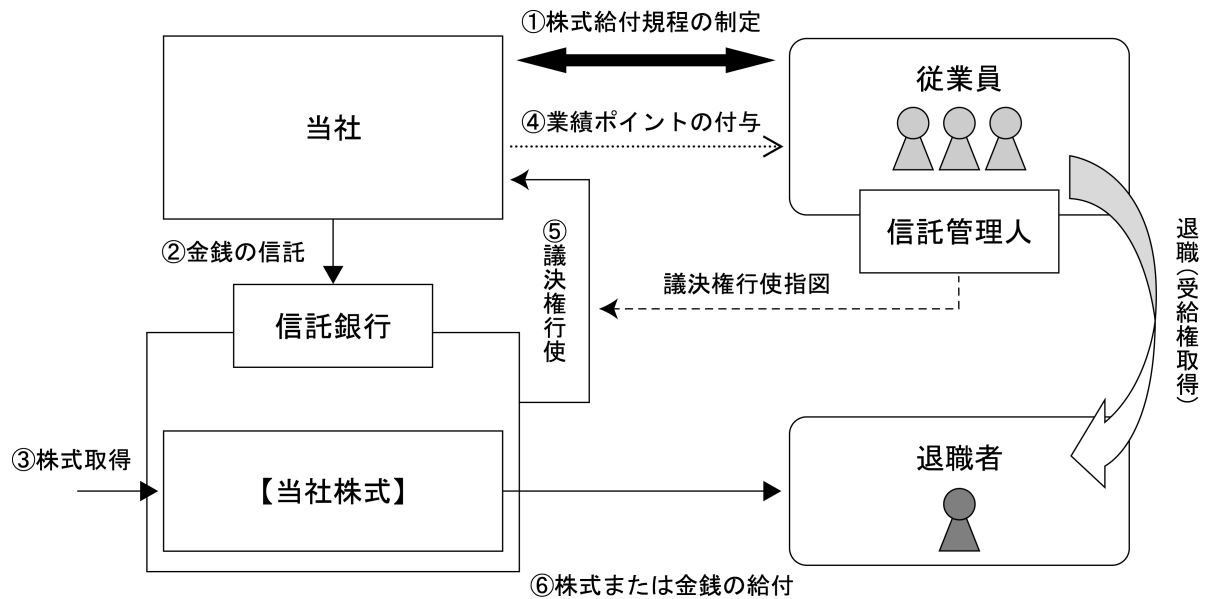 ①株式給付規程の制定
当社
従業員
④業績ポイントの付与
信託管理人
②金銭の信託
⑤議決権行使
議決権行使指図
退職(受給権取得)
信託銀行
③株式取得
【当社株式】
退職者
⑥株式または金銭の給付